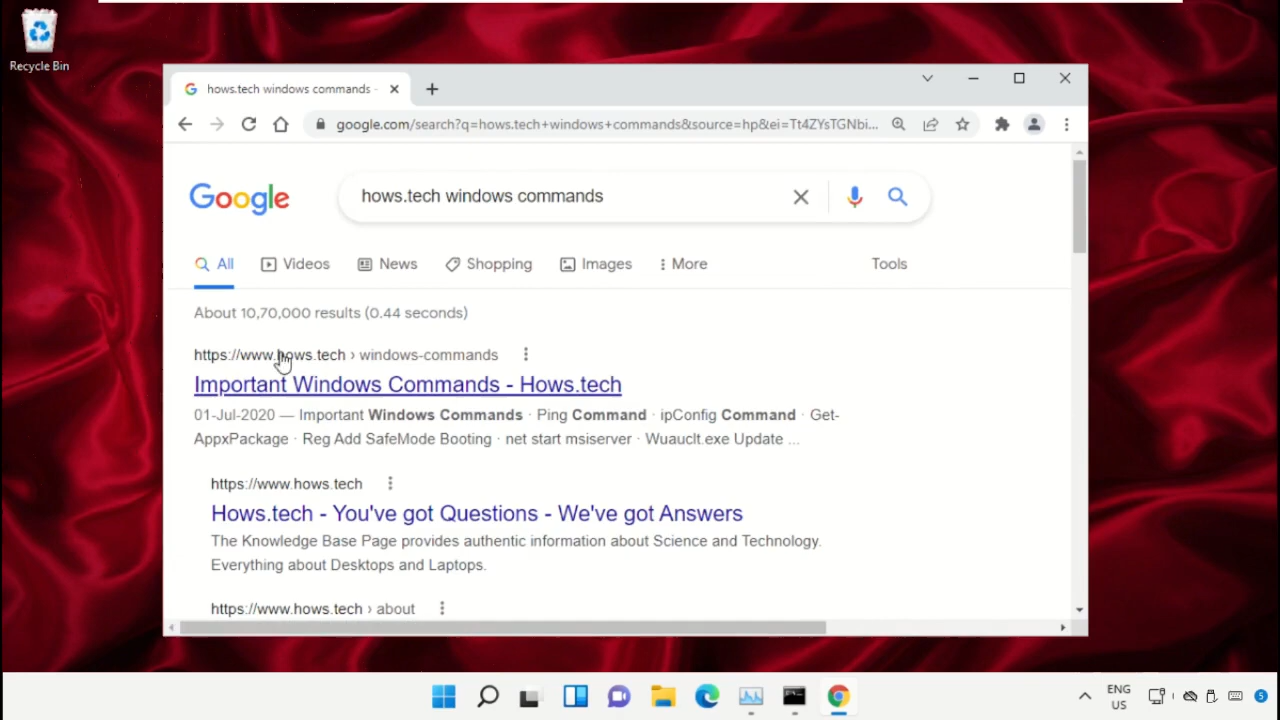 Recycle Bin
hows.tech windows commands -
google.com/search?q=hows.tech+windows+commands&source=hp&ei=Tt4ZYsTGNbi...
Google
hows.tech windows commands
All Videos News Shopping Images More Tools
About 10,70,000 results (0.44 seconds)
https://www.hows.tech › windows-commands
Important Windows Commands - Hows.tech
01-Jul-2020 — Important Windows Commands · Ping Command · ipConfig Command · Get-
AppxPackage · Reg Add SafeMode Booting · net start msiserver · Wuauclt.exe Update ...
https://www.hows.tech
Hows.tech - You've got Questions - We've got Answers
The Knowledge Base Page provides authentic information about Science and Technology.
Everything about Desktops and Laptops.
https://www.hows.tech › about
ENG
US
5